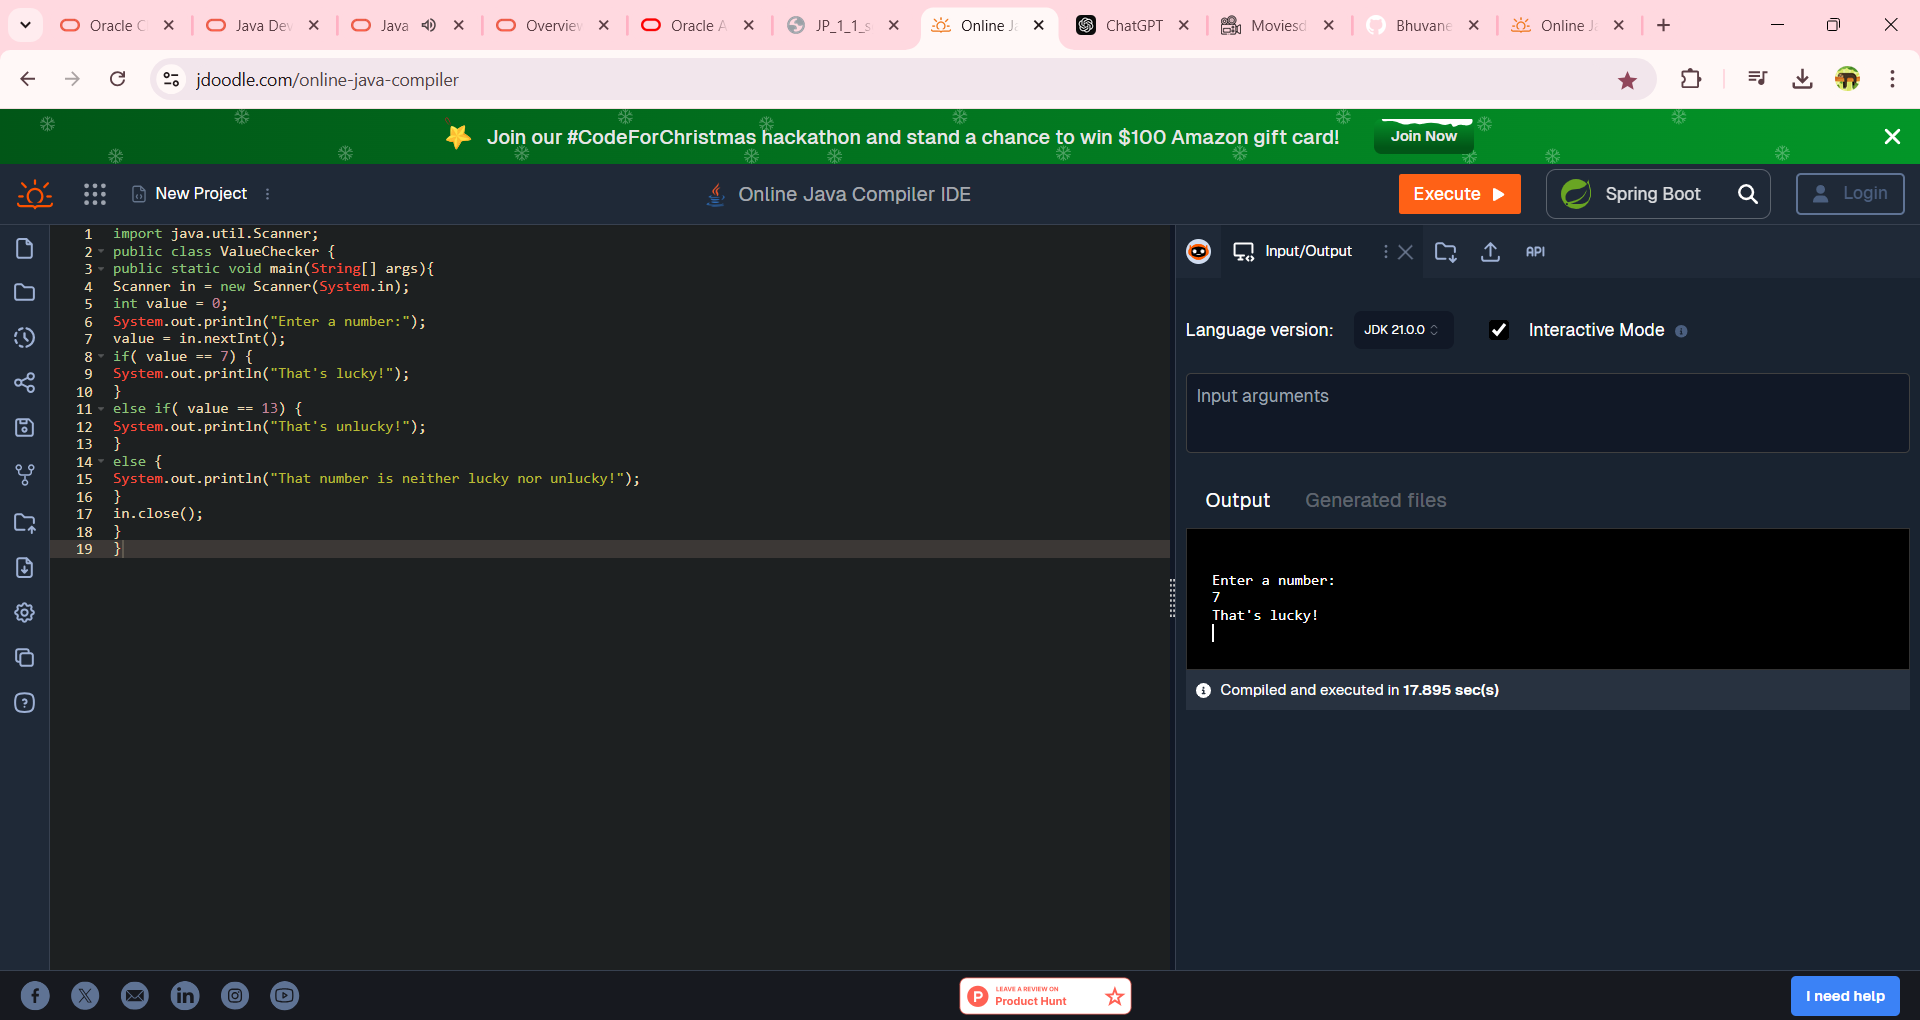 Oracle C
Java Dev
Java
Overview
Oracle A
JP_1_1_s
Online Ja
ChatGPT
Moviesd
Bhuvane
Online Ja
jdoodle.com/online-java-compiler
Join our #CodeForChristmas hackathon and stand a chance to win $100 Amazon gift card!
Join Now
New Project
Online Java Compiler IDE
Execute
Spring Boot
Login
1 import java.util.Scanner;
2 public class ValueChecker {
3 public static void main(String[] args){
4 Scanner in = new Scanner(System.in);
5 int value = 0;
6 System.out.println("Enter a number:");
7 value = in.nextInt();
8 if( value == 7) {
9 System.out.println("That's lucky!");
10 }
11 else if( value == 13) {
12 System.out.println("That's unlucky!");
13 }
14 else {
15 System.out.println("That number is neither lucky nor unlucky!");
16 }
17 in.close();
18 }
19 }
Input/Output
API
Language version:
JDK 21.0.0
Interactive Mode
Input arguments
Output
Generated files
Enter a number:
7
That's lucky!
Compiled and executed in 17.895 sec(s)
LEAVE A REVIEW ON
Product Hunt
I need help